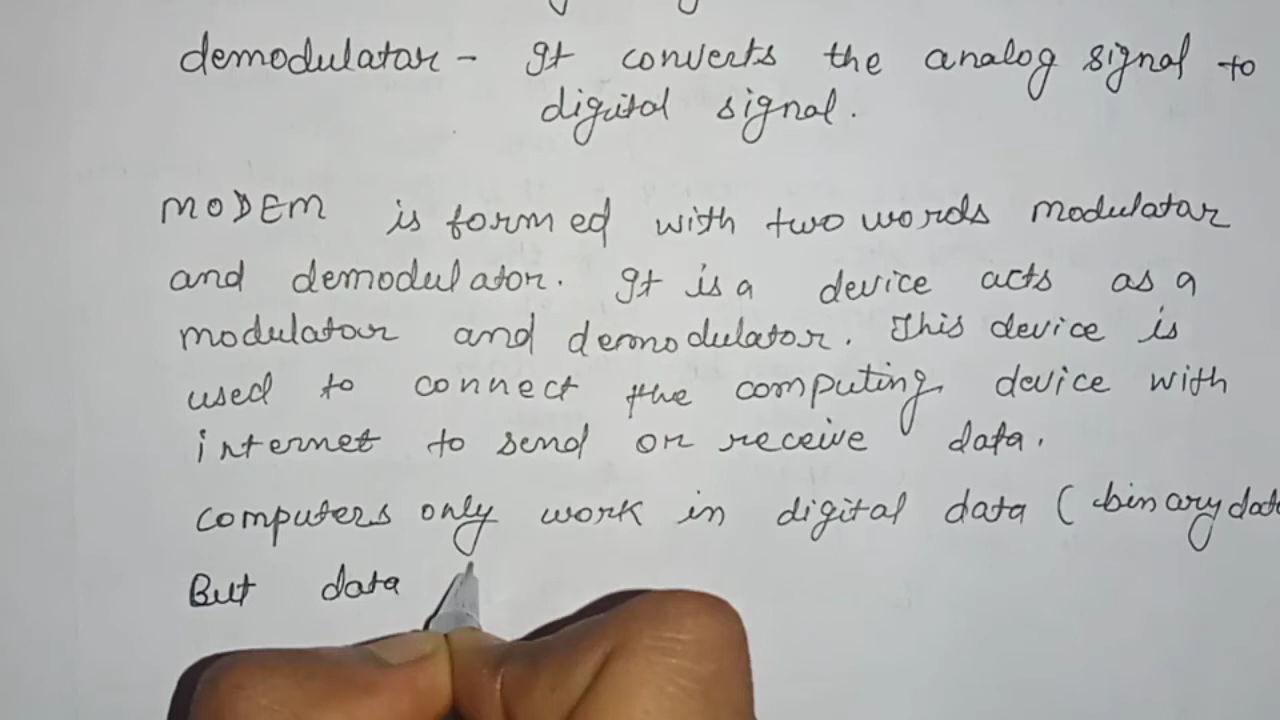 demodulatar - It converts the analog signal to
digital signal.
MODEM is formed with two words modulatar
and demodulator. It is a device acts as a
modulatar and demodulator. This device is
used to connect the computing device with
internet to send or receive data.
Computers only work in digital data (binary dat
But data